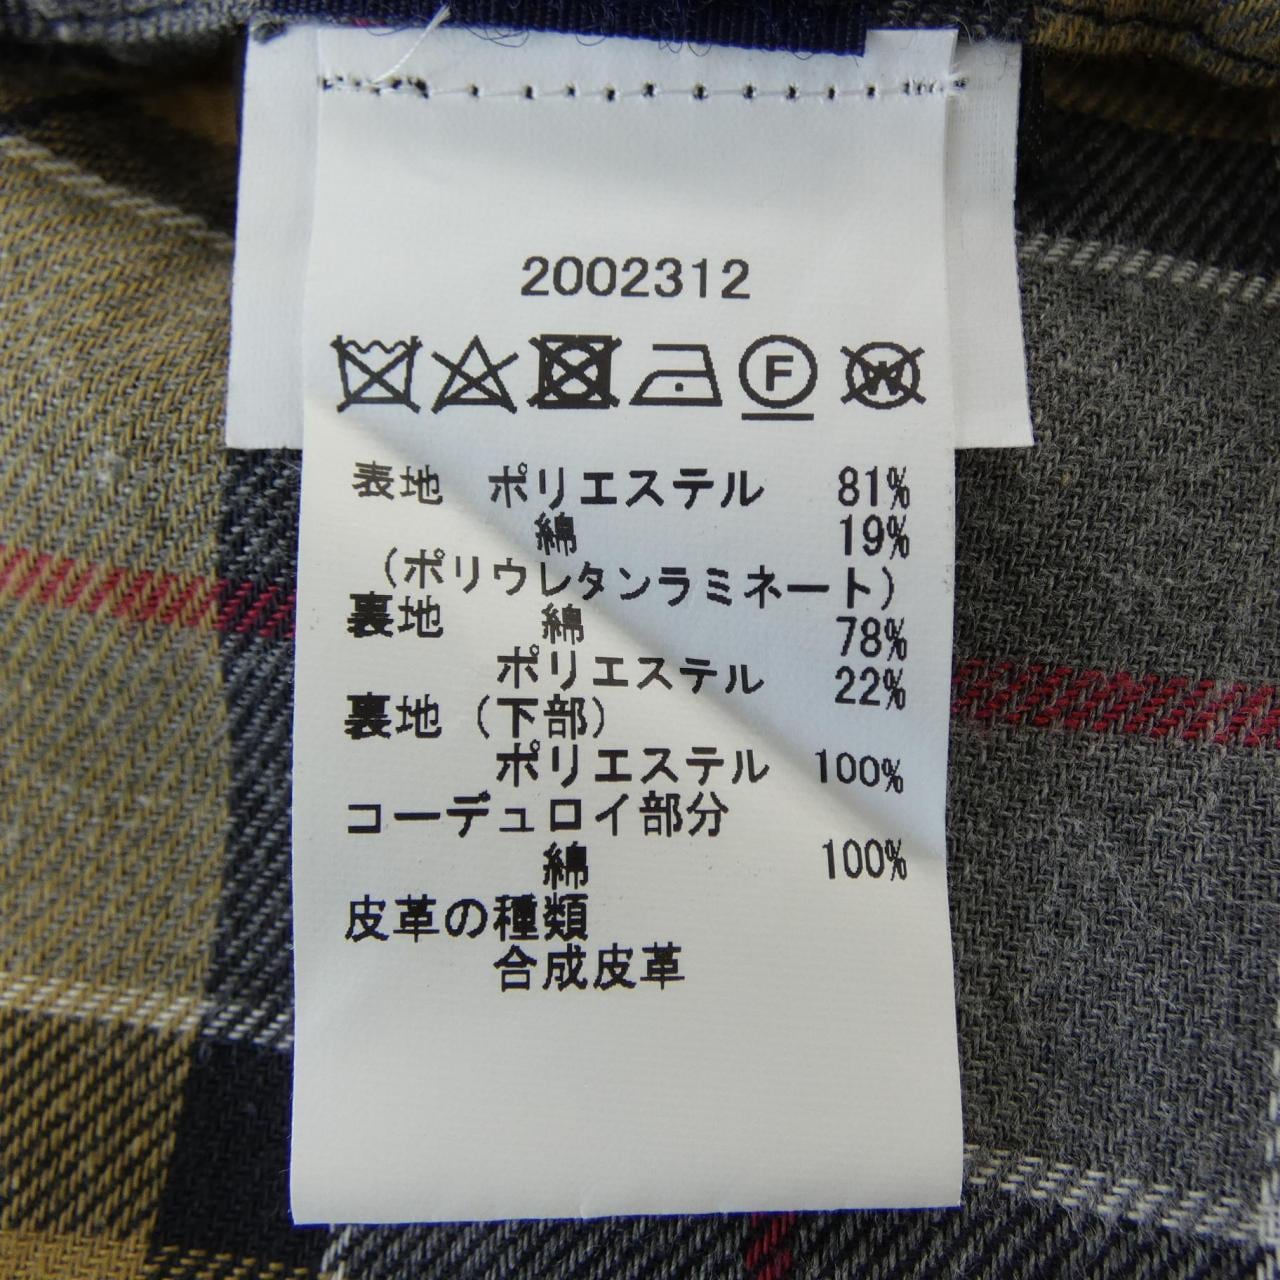 2002312
F W
表地 ポリエステル 81%
綿 19%
(ポリウレタンラミネート)
裏地 綿 78%
ポリエステル 22%
裏地 (下部)
ポリエステル 100%
コーデュロイ部分
綿 100%
皮革の種類
合成皮革